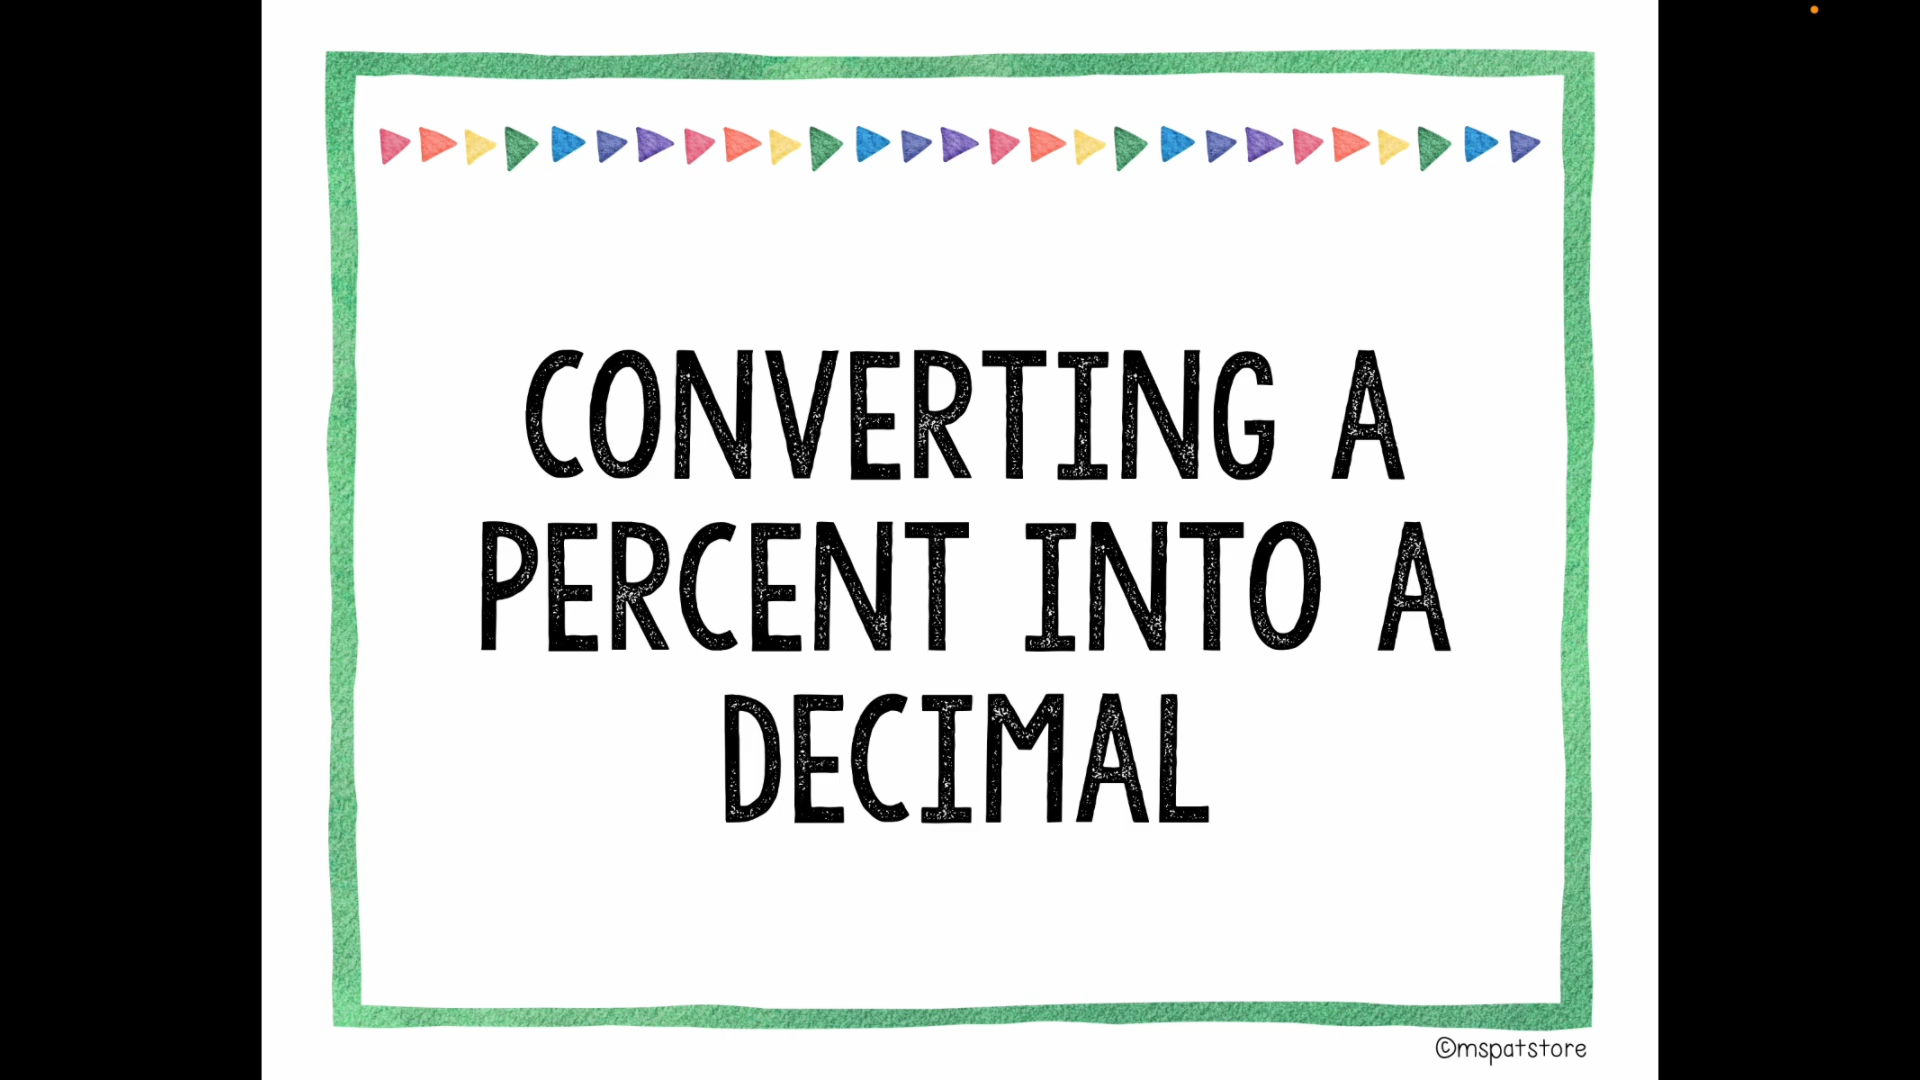 CONVERTING A
PERCENT INTO A
DECIMAL
©mspatstore